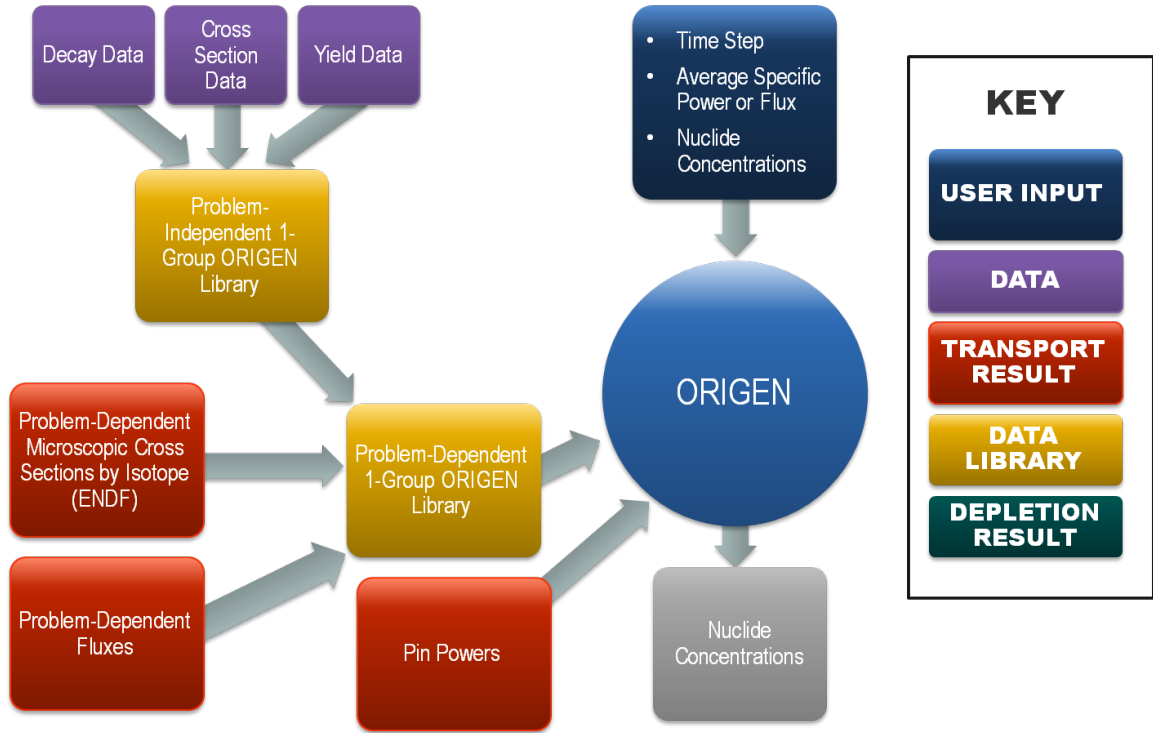 Decay Data
Cross
Section
Data
Yield Data
Problem-
Independent 1-
Group ORIGEN
Library
Problem-Dependent
Microscopic Cross
Sections by Isotope
(ENDF)
Problem-Dependent
Fluxes
Problem-Dependent
1-Group ORIGEN
Library
Pin Powers
• Time Step
• Average Specific
Power or Flux
• Nuclide
Concentrations
ORIGEN
Nuclide
Concentrations
KEY
USER INPUT
DATA
TRANSPORT
RESULT
DATA
LIBRARY
DEPLETION
RESULT